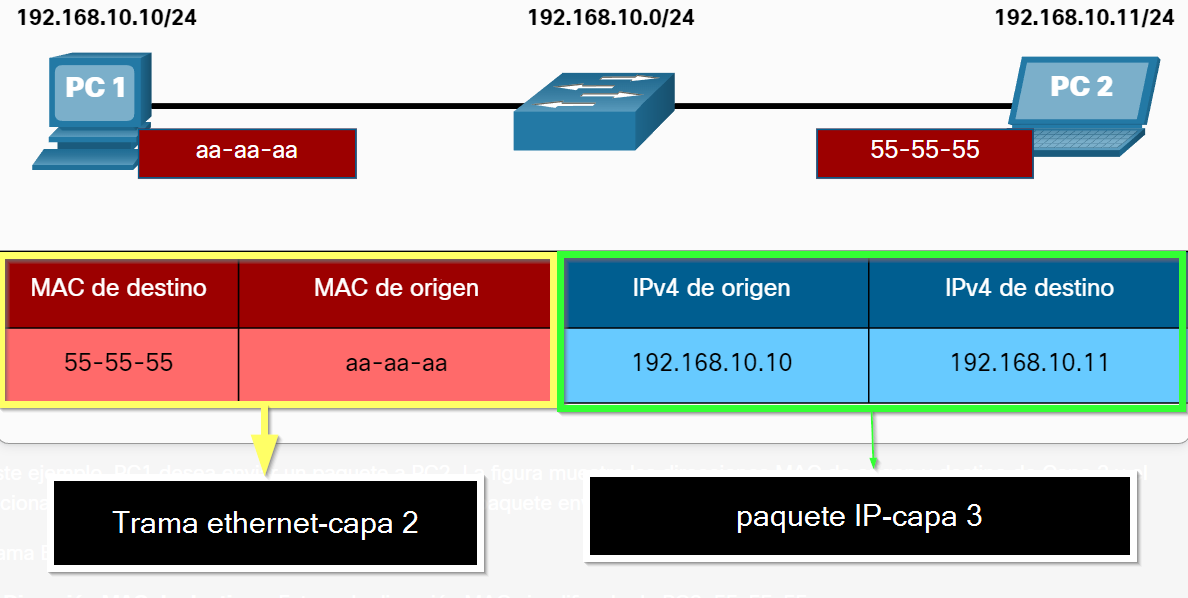 192.168.10.10/24
192.168.10.0/24
192.168.10.11/24
PC 1
PC 2
aa-aa-aa
55-55-55
MAC de destino
MAC de origen
IPv4 de origen
IPv4 de destino
55-55-55
aa-aa-aa
192.168.10.10
192.168.10.11
Trama ethernet-capa 2
paquete IP-capa 3